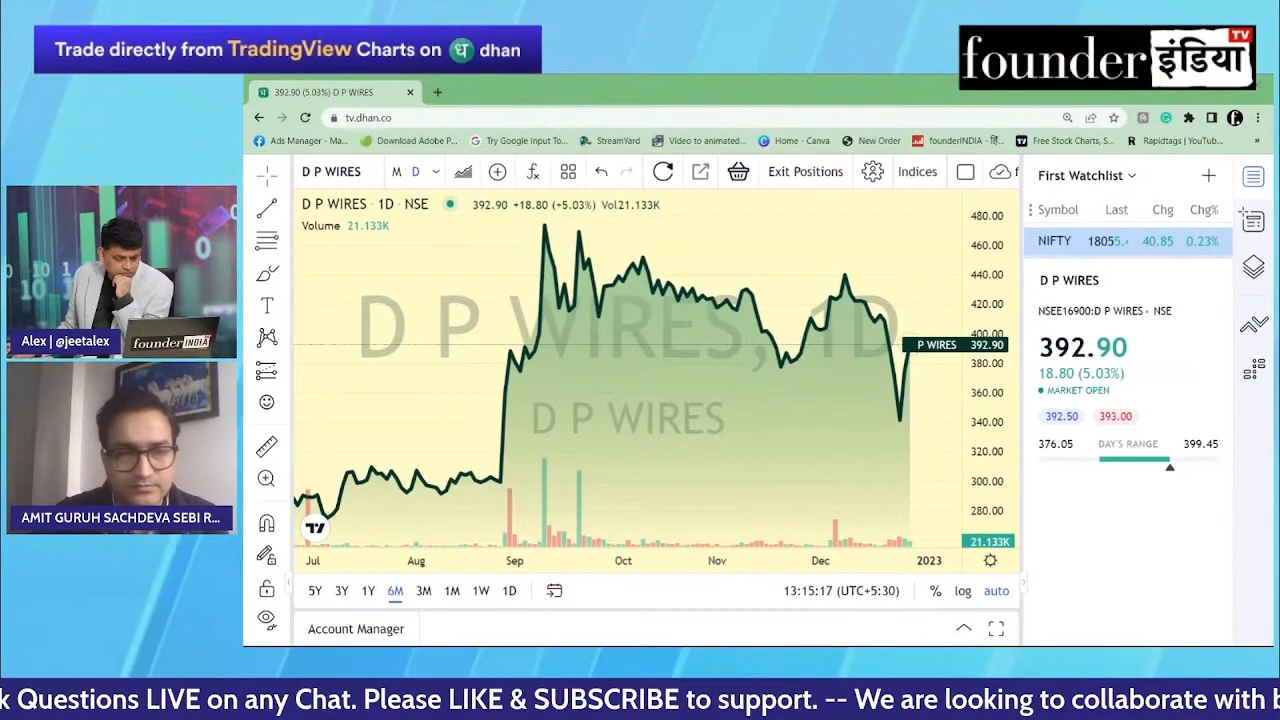 Trade directly from TradingView Charts on ध dhan
founder इंडिया TV
392.90 (5.03%) D P WIRES
tv.dhan.co
Ads Manager - Ma... Download Adobe P... Try Google Input To... StreamYard Video to animated... Home - Canva New Order founderINDIA - हि... Free Stock Charts, S... Rapidtags | YouTub... »
D P WIRES M D Exit Positions Indices
D P WIRES · 1D · NSE 392.90 +18.80 (+5.03%) Vol21.133K
Volume 21.133K
480.00
460.00
440.00
420.00
400.00
380.00
360.00
340.00
320.00
300.00
280.00
D P WIRES, 1D
D P WIRES
P WIRES 392.90
21.133K
Jul Aug Sep Oct Nov Dec 2023
5Y 3Y 1Y 6M 3M 1M 1W 1D 13:15:17 (UTC+5:30) % log auto
Account Manager
First Watchlist
Symbol Last Chg Chg%
NIFTY 18055.4 40.85 0.23%
D P WIRES
NSEE16900:D P WIRES - NSE
392.90
18.80 (5.03%)
MARKET OPEN
392.50 393.00
376.05 DAY'S RANGE 399.45
Alex | @jeetalex
founder INDIA
AMIT GURUH SACHDEVA SEBI R...
k Questions LIVE on any Chat. Please LIKE & SUBSCRIBE to support. -- We are looking to collaborate with b